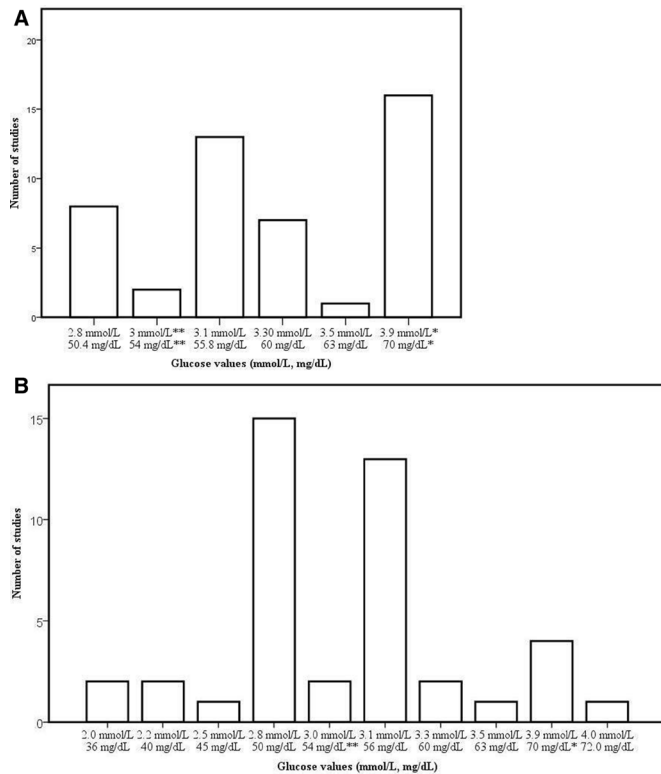 A
Number of studies
20
15
10
5
0
2.8 mmol/L 3 mmol/L** 3.1 mmol/L 3.30 mmol/L 3.5 mmol/L 3.9 mmol/L*
50.4 mg/dL 54 mg/dL** 55.8 mg/dL 60 mg/dL 63 mg/dL 70 mg/dL*
Glucose values (mmol/L, mg/dL)
B
Number of studies
15
10
5
0
2.0 mmol/L 2.2 mmol/L 2.5 mmol/L 2.8 mmol/L 3.0 mmol/L 3.1 mmol/L 3.3 mmol/L 3.5 mmol/L 3.9 mmol/L 4.0 mmol/L
36 mg/dL 40 mg/dL 45 mg/dL 50 mg/dL 54 mg/dL** 56 mg/dL 60 mg/dL 63 mg/dL 70 mg/dL* 72.0 mg/dL
Glucose values (mmol/L, mg/dL)